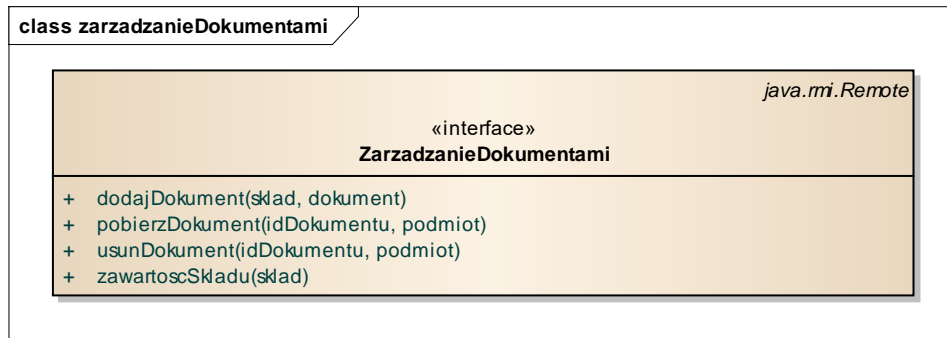 class zarzadzanieDokumentami
java.rmi.Remote
«interface»
ZarzadzanieDokumentami
+ dodajDokument(sklad, dokument)
+ pobierzDokument(idDokumentu, podmiot)
+ usunDokument(idDokumentu, podmiot)
+ zawartoscSkladu(sklad)